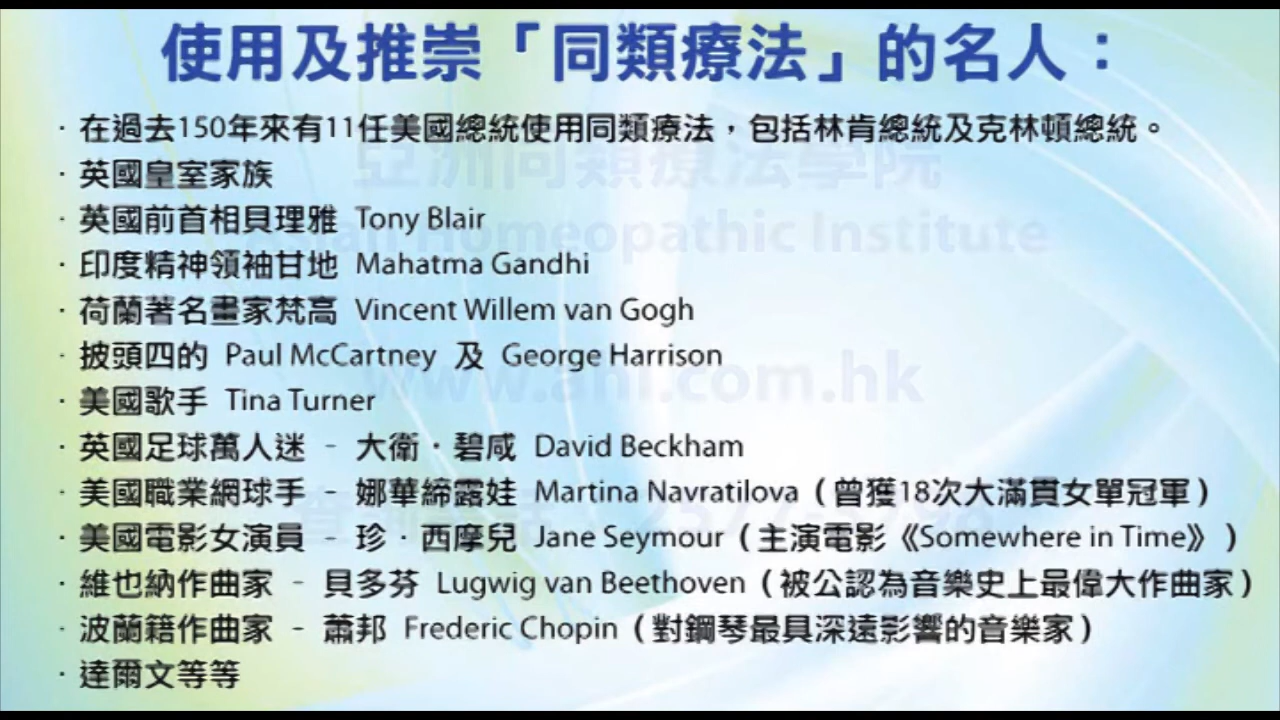 使用及推崇「同類療法」的名人：
· 在過去150年來有11任美國總統使用同類療法，包括林肯總統及克林頓總統。
亞洲同類療法學院
· 英國皇室家族
· 英國前首相貝理雅 Tony Blair
Asian Homeopathic Institute
· 印度精神領袖甘地 Mahatma Gandhi
· 荷蘭著名畫家梵高 Vincent Willem van Gogh
· 披頭四的 Paul McCartney 及 George Harrison
www.ahi.com.hk
· 美國歌手 Tina Turner
· 英國足球萬人迷 - 大衛·碧咸 David Beckham
· 美國職業網球手 - 娜華締露娃 Martina Navratilova（曾獲18次大滿貫女單冠軍）
· 美國電影女演員 - 珍·西摩兒 Jane Seymour（主演電影《Somewhere in Time》）
· 維也納作曲家 - 貝多芬 Lugwig van Beethoven（被公認為音樂史上最偉大作曲家）
· 波蘭籍作曲家 - 蕭邦 Frederic Chopin（對鋼琴最具深遠影響的音樂家）
· 達爾文等等